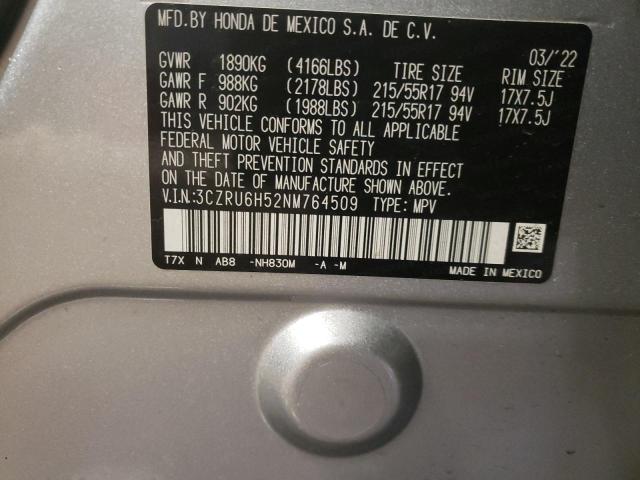 MFD.BY HONDA DE MEXICO S.A. DE C.V.
03/'22
GVWR 1890KG (4166LBS) TIRE SIZE RIM SIZE
GAWR F 988KG (2178LBS) 215/55R17 94V 17X7.5J
GAWR R 902KG (1988LBS) 215/55R17 94V 17X7.5J
THIS VEHICLE CONFORMS TO ALL APPLICABLE
FEDERAL MOTOR VEHICLE SAFETY
AND THEFT PREVENTION STANDARDS IN EFFECT
ON THE DATE OF MANUFACTURE SHOWN ABOVE.
V.I.N.:3CZRU6H52NM764509 TYPE: MPV
T7X N AB8 -NH830M -A -M
MADE IN MEXICO